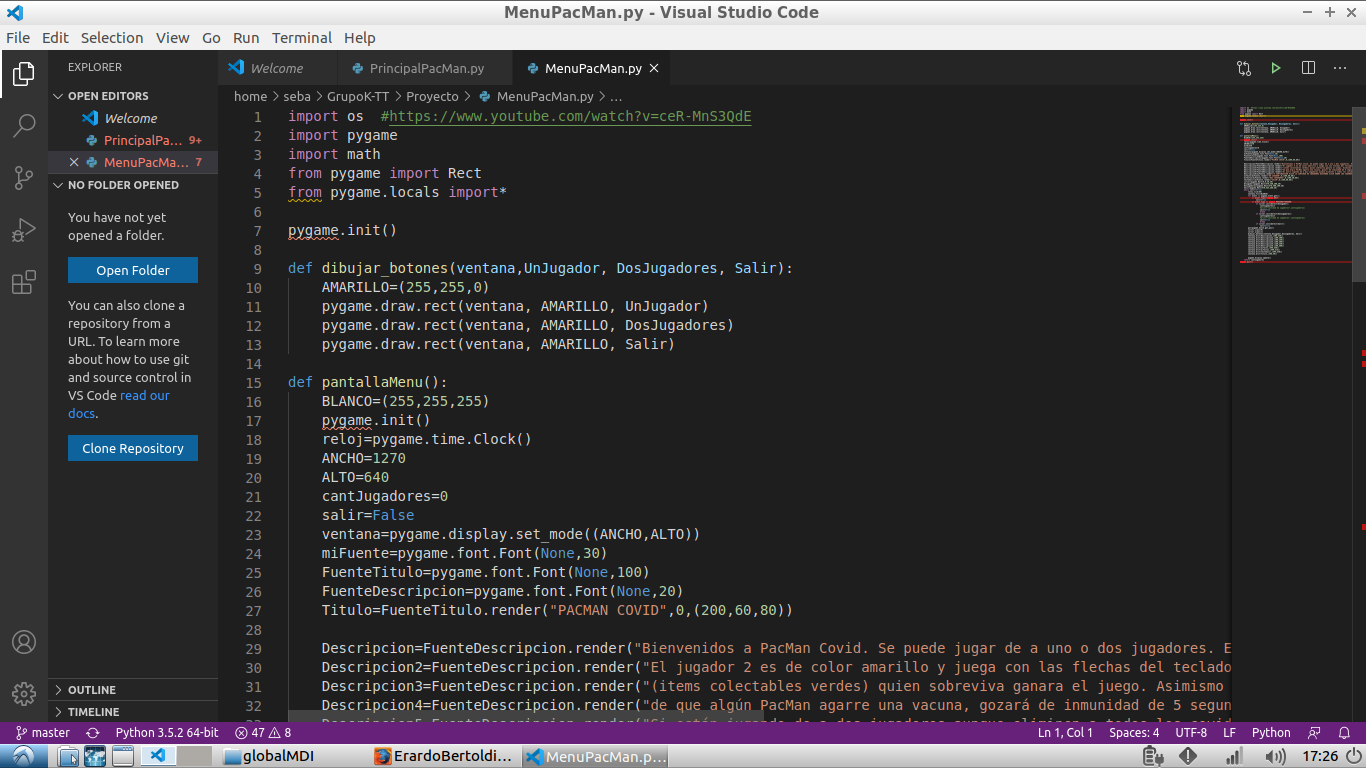 MenuPacMan.py - Visual Studio Code
File Edit Selection View Go Run Terminal Help
EXPLORER
OPEN EDITORS
Welcome
PrincipalPa... 9+
MenuPacMa... 7
NO FOLDER OPENED
You have not yet
opened a folder.
Open Folder
You can also clone a
repository from a
URL. To learn more
about how to use git
and source control in
VS Code read our
docs.
Clone Repository
OUTLINE
TIMELINE
Welcome PrincipalPacMan.py MenuPacMan.py
home > seba > GrupoK-TT > Proyecto > MenuPacMan.py > ...
1 import os  #https://www.youtube.com/watch?v=ceR-MnS3QdE
2 import pygame
3 import math
4 from pygame import Rect
5 from pygame.locals import*
6
7 pygame.init()
8
9 def dibujar_botones(ventana,UnJugador, DosJugadores, Salir):
10     AMARILLO=(255,255,0)
11     pygame.draw.rect(ventana, AMARILLO, UnJugador)
12     pygame.draw.rect(ventana, AMARILLO, DosJugadores)
13     pygame.draw.rect(ventana, AMARILLO, Salir)
14
15 def pantallaMenu():
16     BLANCO=(255,255,255)
17     pygame.init()
18     reloj=pygame.time.Clock()
19     ANCHO=1270
20     ALTO=640
21     cantJugadores=0
22     salir=False
23     ventana=pygame.display.set_mode((ANCHO,ALTO))
24     miFuente=pygame.font.Font(None,30)
25     FuenteTitulo=pygame.font.Font(None,100)
26     FuenteDescripcion=pygame.font.Font(None,20)
27     Titulo=FuenteTitulo.render("PACMAN COVID",0,(200,60,80))
28
29     Descripcion=FuenteDescripcion.render("Bienvenidos a PacMan Covid. Se puede jugar de a uno o dos jugadores. E
30     Descripcion2=FuenteDescripcion.render("El jugador 2 es de color amarillo y juega con las flechas del teclado
31     Descripcion3=FuenteDescripcion.render("(items colectables verdes) quien sobreviva ganara el juego. Asimismo
32     Descripcion4=FuenteDescripcion.render("de que algún PacMan agarre una vacuna, gozará de inmunidad de 5 segun
master Python 3.5.2 64-bit 47 8 Ln 1, Col 1 Spaces: 4 UTF-8 LF Python
globalMDI ErardoBertoldi... MenuPacMan.p... 17:26